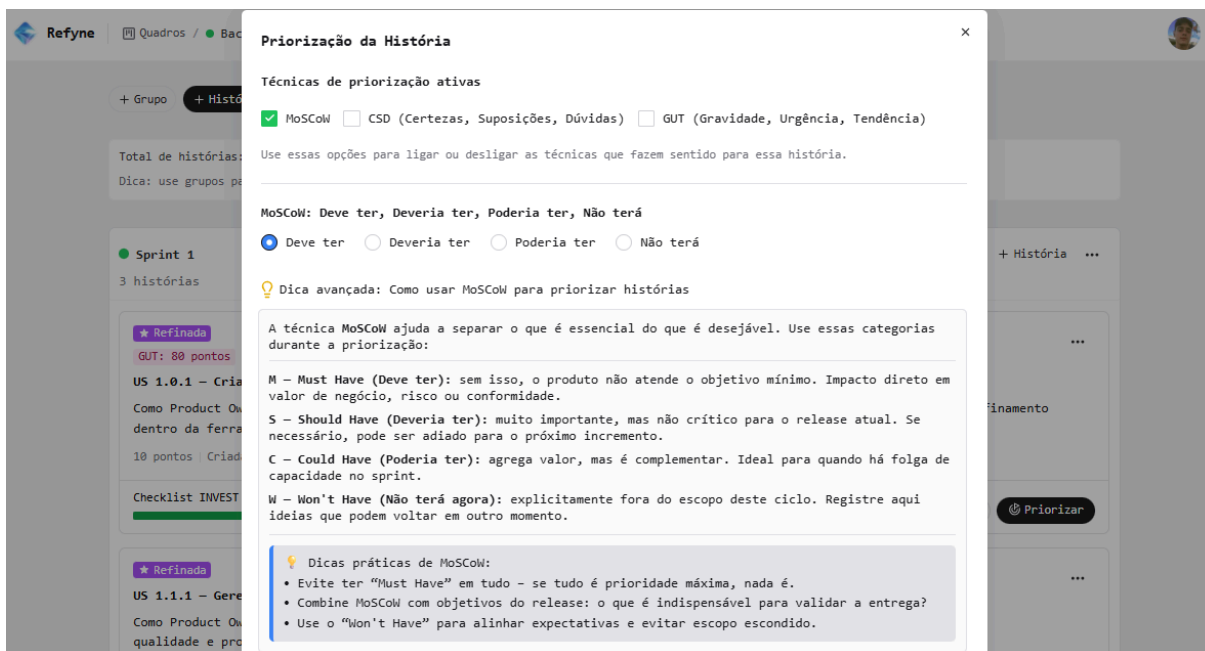 Refyne
Quadros / Bac
+ Grupo
+ Histó
Total de histórias:
Dica: use grupos pa
Sprint 1
3 histórias
+ História ...
★ Refinada
GUT: 80 pontos
US 1.0.1 – Cria
Como Product Ow
dentro da ferra
finamento
10 pontos Criad
Checklist INVEST
Priorizar
★ Refinada
US 1.1.1 – Gere
Como Product Ow
qualidade e pro
Priorização da História
×
Técnicas de priorização ativas
MoSCoW CSD (Certezas, Suposições, Dúvidas) GUT (Gravidade, Urgência, Tendência)
Use essas opções para ligar ou desligar as técnicas que fazem sentido para essa história.
MoSCoW: Deve ter, Deveria ter, Poderia ter, Não terá
Deve ter Deveria ter Poderia ter Não terá
Dica avançada: Como usar MoSCoW para priorizar histórias
A técnica MoSCoW ajuda a separar o que é essencial do que é desejável. Use essas categorias
durante a priorização:
M – Must Have (Deve ter): sem isso, o produto não atende o objetivo mínimo. Impacto direto em
valor de negócio, risco ou conformidade.
S – Should Have (Deveria ter): muito importante, mas não crítico para o release atual. Se
necessário, pode ser adiado para o próximo incremento.
C – Could Have (Poderia ter): agrega valor, mas é complementar. Ideal para quando há folga de
capacidade no sprint.
W – Won't Have (Não terá agora): explicitamente fora do escopo deste ciclo. Registre aqui
ideias que podem voltar em outro momento.
Dicas práticas de MoSCoW:
• Evite ter “Must Have” em tudo – se tudo é prioridade máxima, nada é.
• Combine MoSCoW com objetivos do release: o que é indispensável para validar a entrega?
• Use o “Won't Have” para alinhar expectativas e evitar escopo escondido.